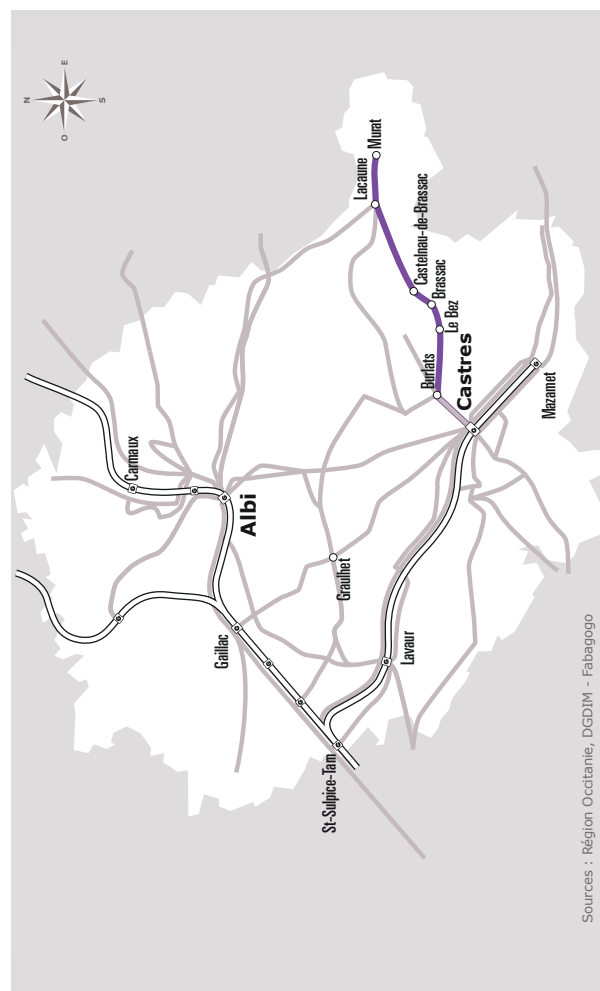 N
E
S
O
Carmaux
Albi
Gaillac
Graulhet
St-Sulpice-Tam
Lavaur
Lacaune
Murat
Castelnau-de-Brassac
Brassac
Le Bez
Burlats
Castres
Mazamet
Sources : Région Occitanie, DGDIM - Fabagogo